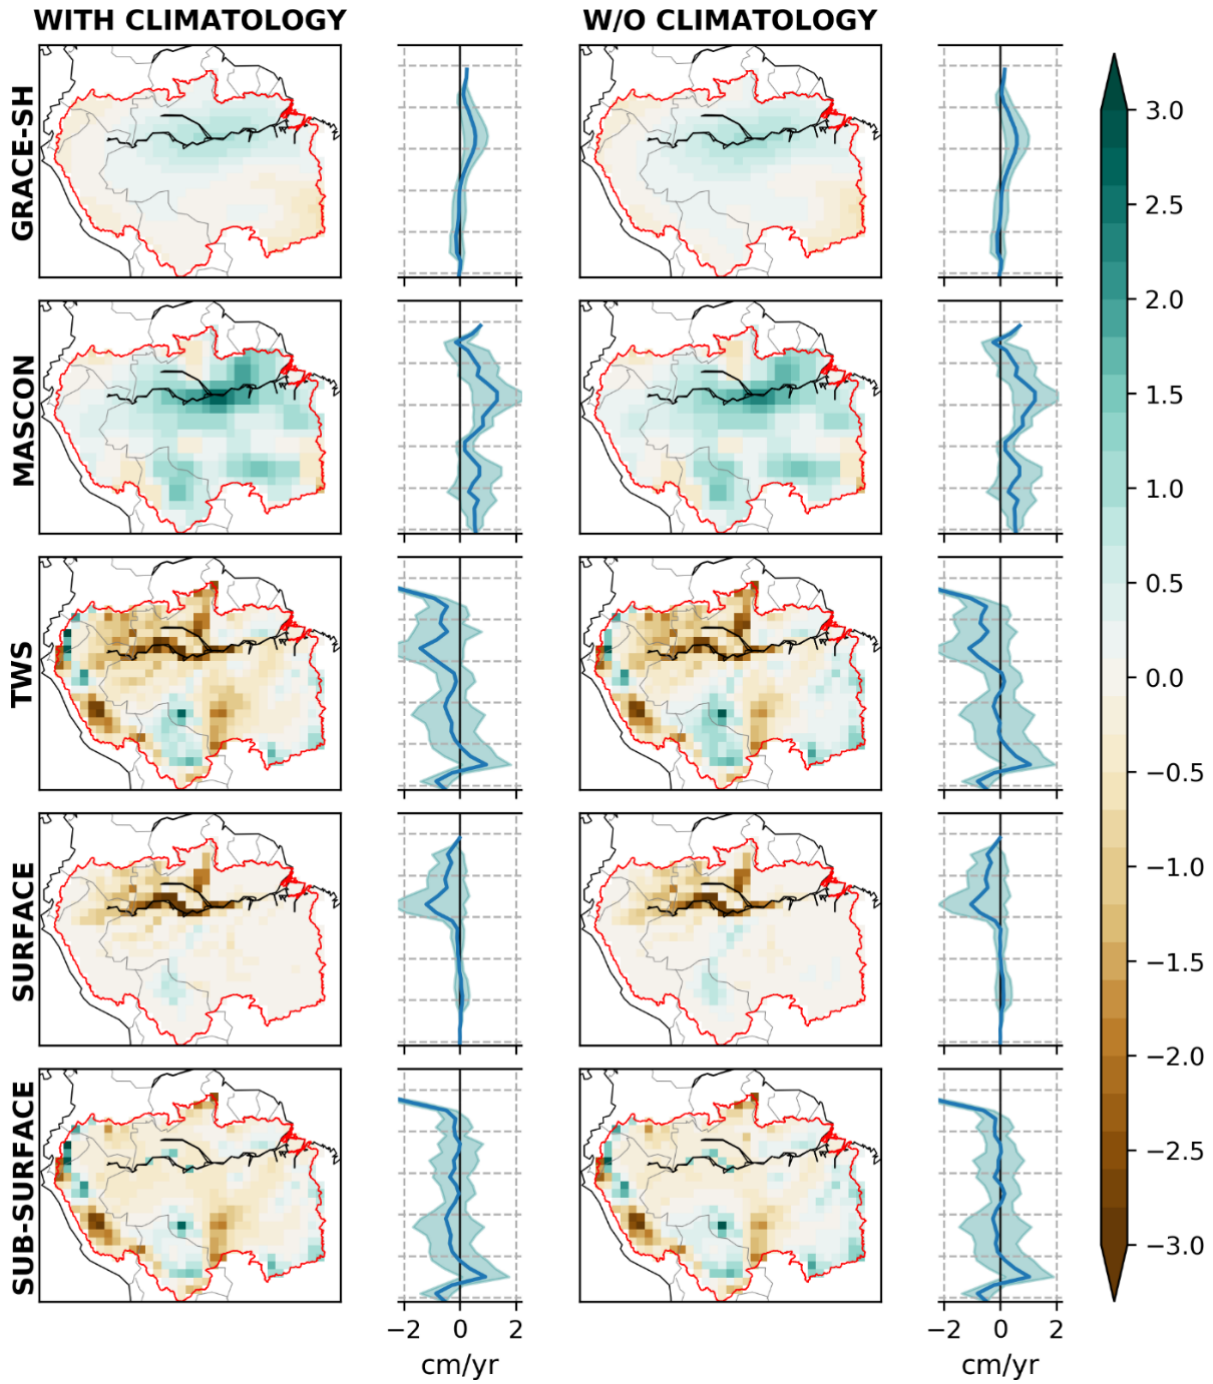 WITH CLIMATOLOGY
W/O CLIMATOLOGY
GRACE-SH
MASCON
TWS
SURFACE
SUB-SURFACE
3.0
2.5
2.0
1.5
1.0
0.5
0.0
−0.5
−1.0
−1.5
−2.0
−2.5
−3.0
−2 0 2
cm/yr
−2 0 2
cm/yr